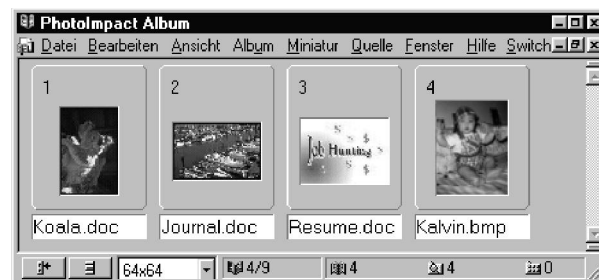 PhotoImpact Album
Datei Bearbeiten Ansicht Album Miniatur Quelle Fenster Hilfe Switch
1 2 3 4
Job Hunting
Koala.doc Journal.doc Resume.doc Kalvin.bmp
64x64 4/9 4 4 0